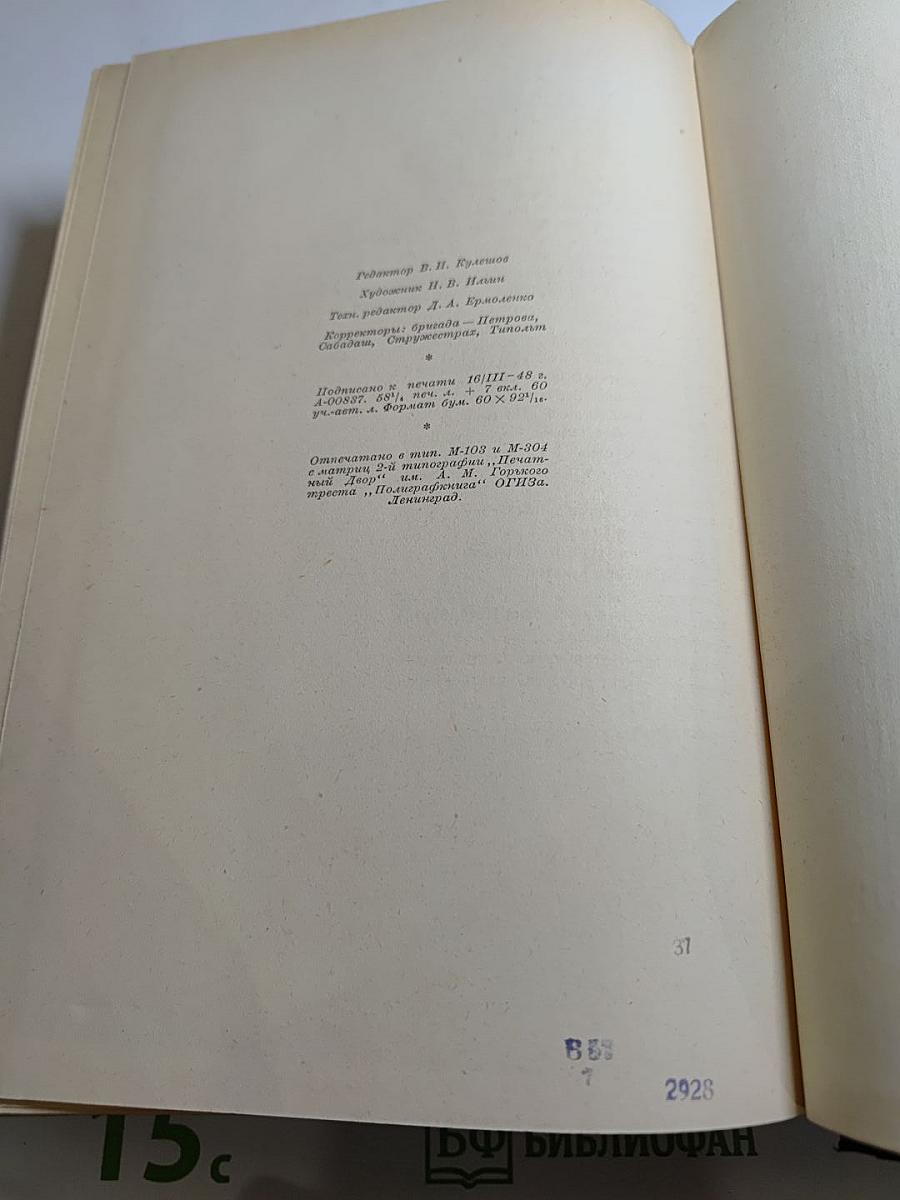 Редактор В. И. Кулешов
Художник Н. В. Ильин
Техн. редактор Д. А. Ермоленко
Корректоры: бригада — Петрова,
Сабадаш, Стружестрах, Типольт
*
Подписано к печати 16/III–48 г.
А-00837. 58¹/₄ печ. л. + 7 вкл. 60
уч.-авт. л. Формат бум. 60 × 92¹/₁₆.
*
Отпечатано в тип. М-103 и М-304
с матриц 2-й типографии „Печат-
ный Двор“ им. А. М. Горького
треста „Полиграфкнига“ ОГИЗа.
Ленинград.
37
2928
15 с
БФ БИБЛИОФАН